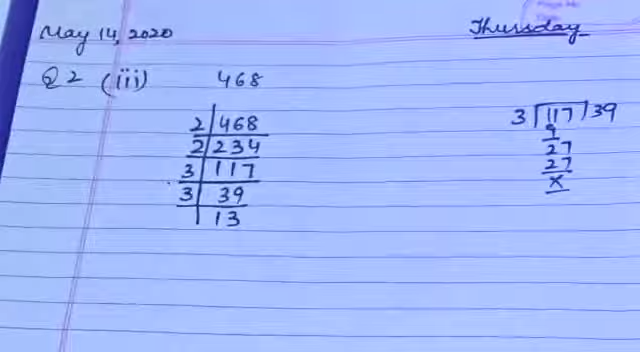 May 14, 2020
Thursday
Q 2 (iii) 468
2 | 468
2 | 234
3 | 117
3 | 39
| 13
3 ) 117 ) 39
9
27
27
x